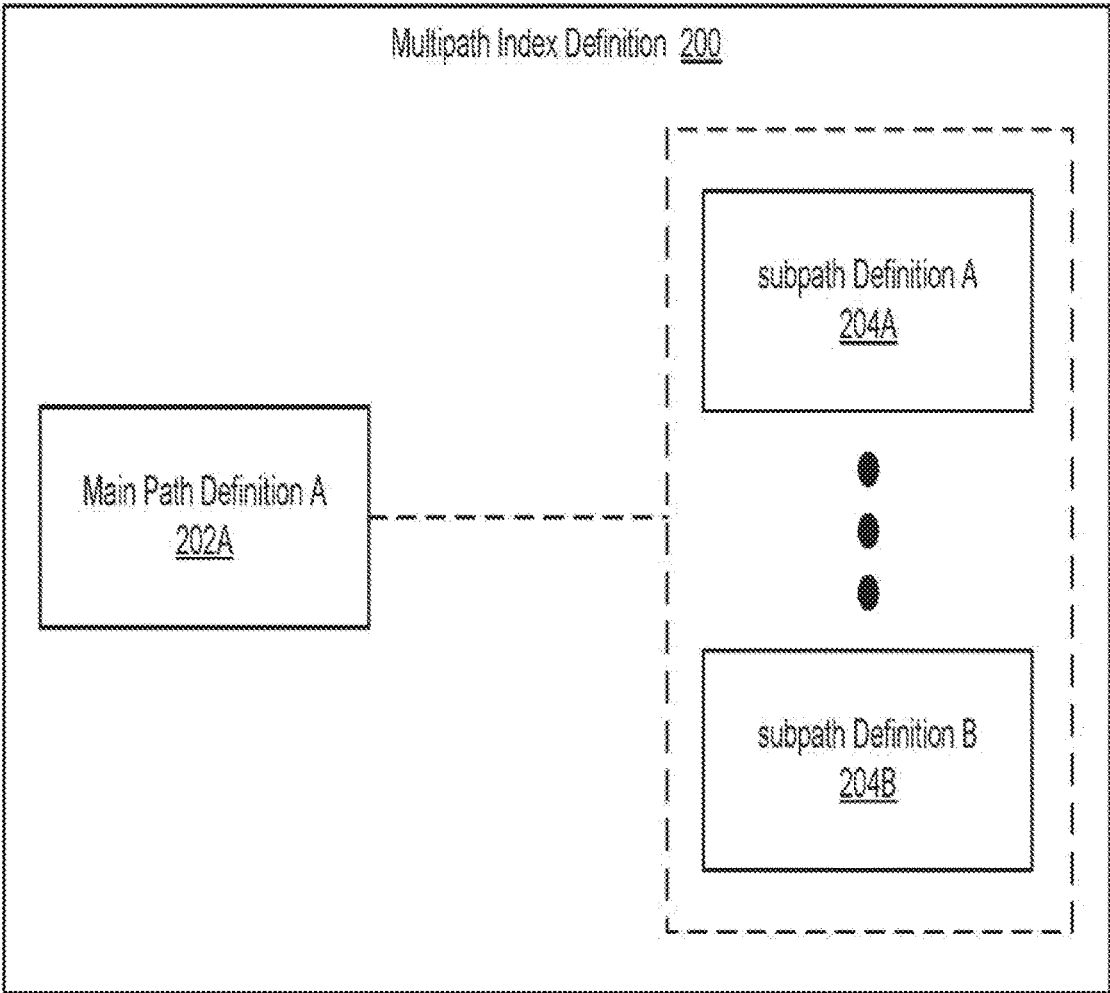 Multipath Index Definition 200
subpath Definition A
204A
Main Path Definition A
202A
subpath Definition B
204B